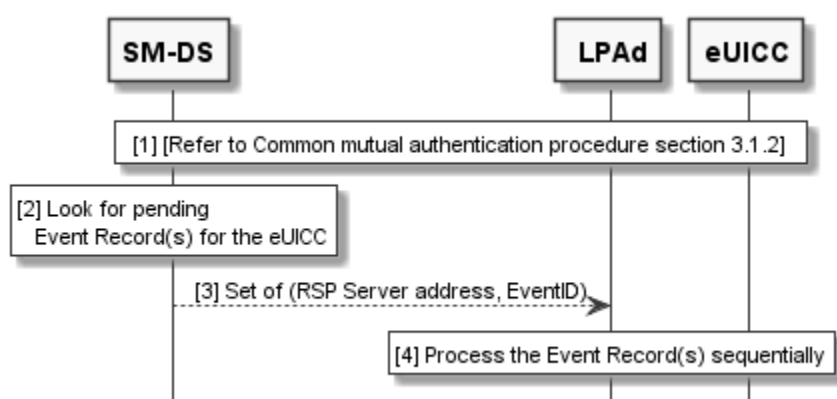 SM-DS
LPAd
eUICC
[1] [Refer to Common mutual authentication procedure section 3.1.2]
[2] Look for pending
Event Record(s) for the eUICC
[3] Set of (RSP Server address, EventID)
[4] Process the Event Record(s) sequentially